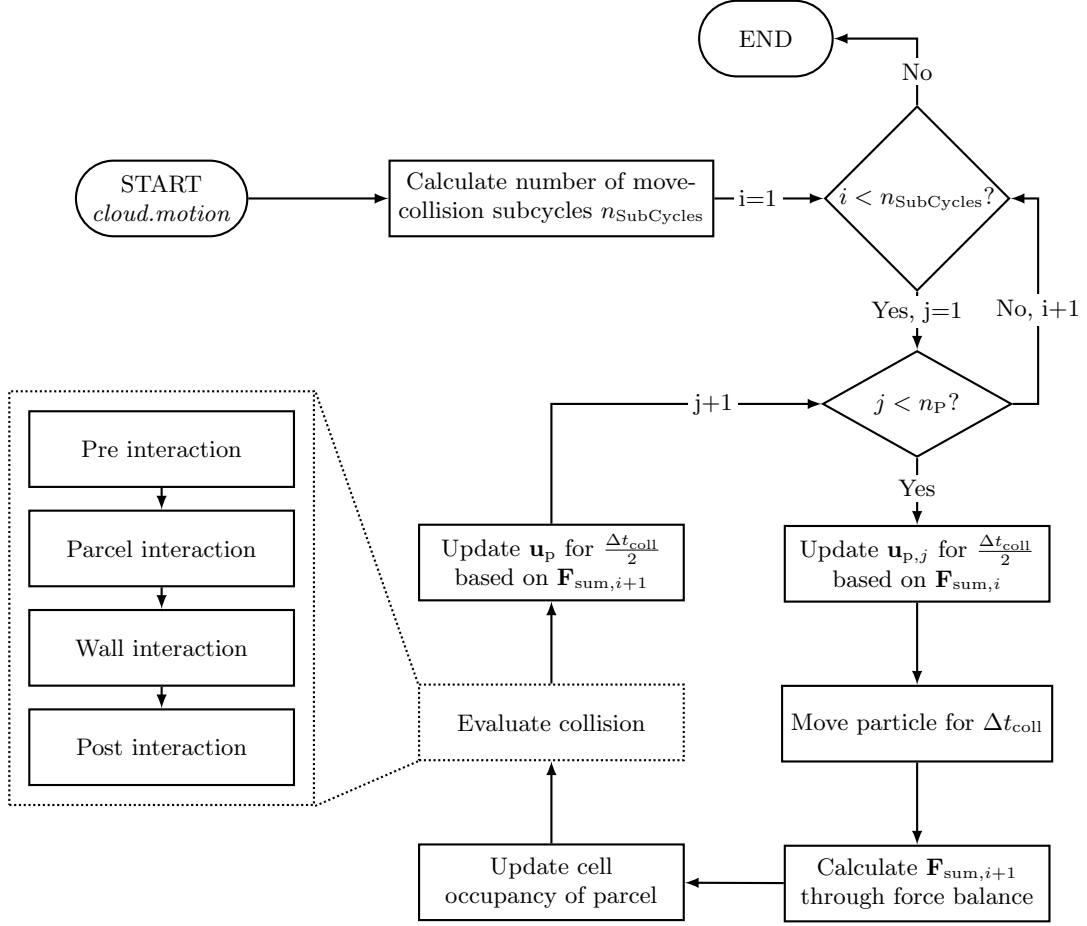 END
No
START
cloud.motion
Calculate number of move-
collision subcycles n_SubCycles
i=1
i < n_SubCycles?
Yes, j=1
No, i+1
j+1
j < n_P?
Yes
Pre interaction
Parcel interaction
Wall interaction
Post interaction
Update u_p for Δt_coll/2
based on F_sum,i+1
Update u_p,j for Δt_coll/2
based on F_sum,i
Evaluate collision
Move particle for Δt_coll
Update cell
occupancy of parcel
Calculate F_sum,i+1
through force balance